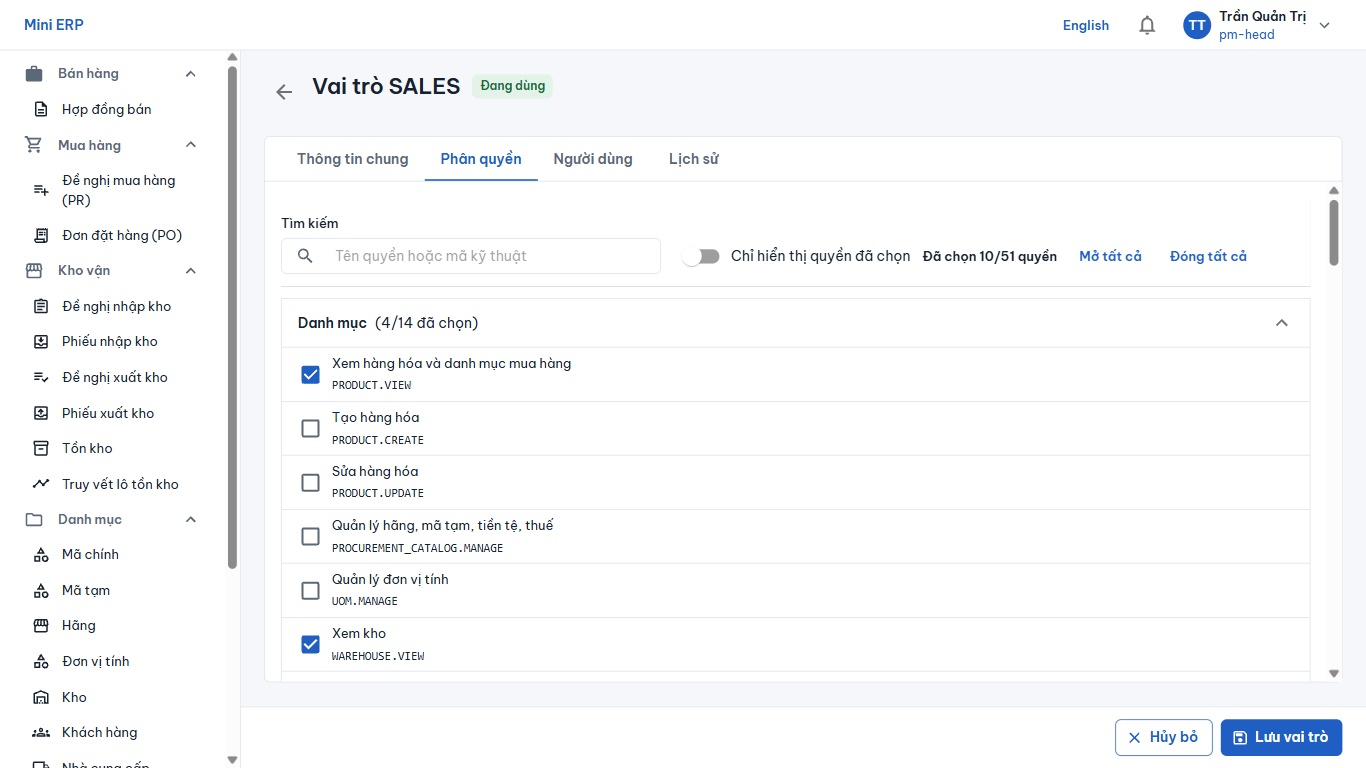 Mini ERP
English
TT
Trần Quản Trị
pm-head
Bán hàng
Hợp đồng bán
Mua hàng
Đề nghị mua hàng
(PR)
Đơn đặt hàng (PO)
Kho vận
Đề nghị nhập kho
Phiếu nhập kho
Đề nghị xuất kho
Phiếu xuất kho
Tồn kho
Truy vết lô tồn kho
Danh mục
Mã chính
Mã tạm
Hãng
Đơn vị tính
Kho
Khách hàng
Nhà cung cấp
Vai trò SALES
Đang dùng
Thông tin chung
Phân quyền
Người dùng
Lịch sử
Tìm kiếm
Tên quyền hoặc mã kỹ thuật
Chỉ hiển thị quyền đã chọn
Đã chọn 10/51 quyền
Mở tất cả
Đóng tất cả
Danh mục (4/14 đã chọn)
Xem hàng hóa và danh mục mua hàng
PRODUCT.VIEW
Tạo hàng hóa
PRODUCT.CREATE
Sửa hàng hóa
PRODUCT.UPDATE
Quản lý hãng, mã tạm, tiền tệ, thuế
PROCUREMENT_CATALOG.MANAGE
Quản lý đơn vị tính
UOM.MANAGE
Xem kho
WAREHOUSE.VIEW
Hủy bỏ
Lưu vai trò